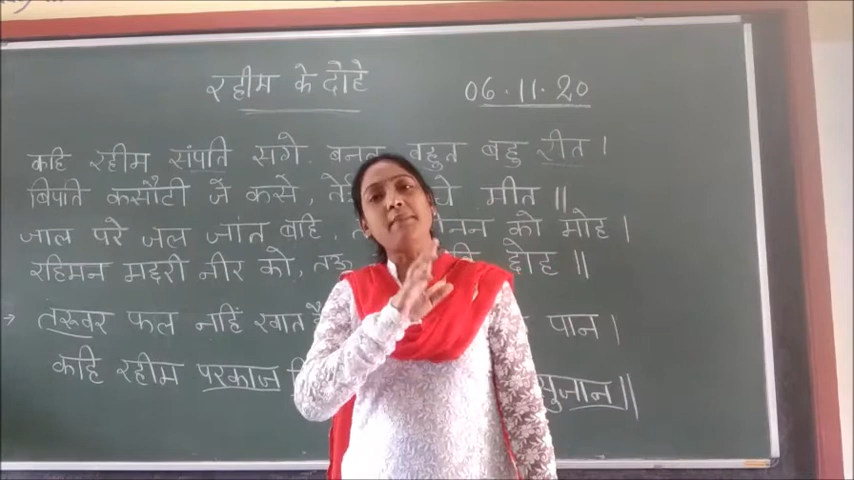 रहीम के दोहे
06.11.20
कहि रहीम संपति सगे बनत बहुत बहु रीत।
बिपति कसौटी जे कसे मीत॥
जाल परे जल जात बहि को मोह।
रहिमन मछरी नीर को छोह॥
तरूवर फल नहिं खात पान।
कहि रहीम परकाज सुजान॥